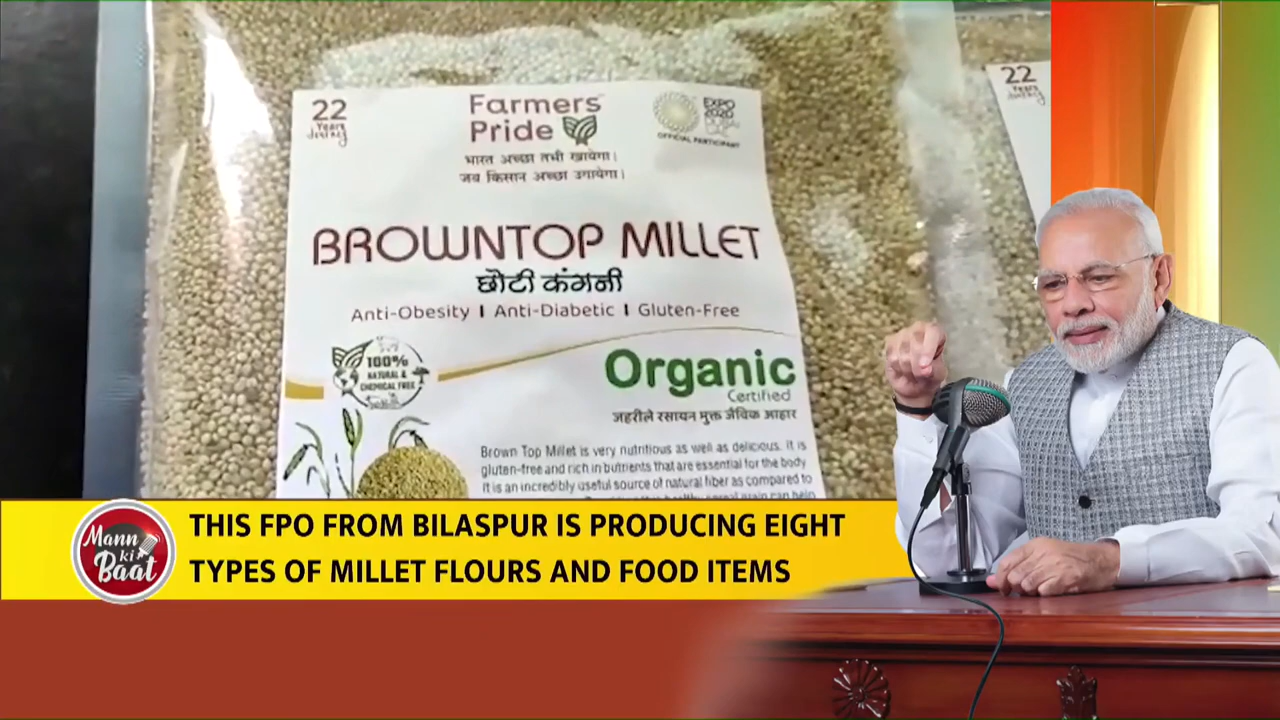 22
Years
Journey
Farmers'
Pride
EXPO
2020
DUBAI
UAE
OFFICIAL PARTICIPANT
भारत अच्छा तभी खायेगा।
जब किसान अच्छा उगायेगा।
22
BROWNTOP MILLET
छोटी कंगनी
Anti-Obesity I Anti-Diabetic I Gluten-Free
100%
NATURAL &
CHEMICAL FREE
Organic
Certified
जहरीले रसायन मुक्त जैविक आहार
Brown Top Millet is very nutritious as well as delicious. It is
gluten-free and rich in nutrients that are essential for the body
It is an incredibly useful source of natural fiber as compared to
Mann
ki
Baat
THIS FPO FROM BILASPUR IS PRODUCING EIGHT
TYPES OF MILLET FLOURS AND FOOD ITEMS